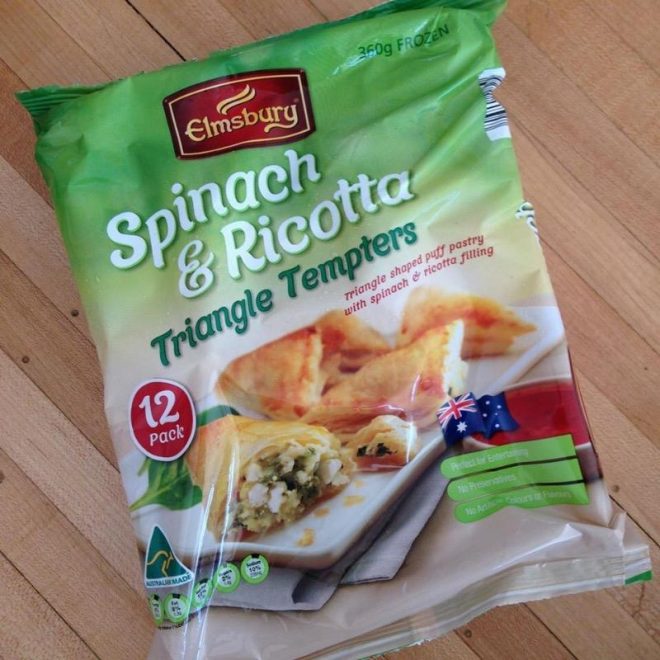 360g FROZEN
Elmsbury
Spinach
& Ricotta
Triangle Tempters
Triangle shaped puff pastry
with spinach & ricotta filling
12
Pack
Perfect for Entertaining
No Preservatives
No Artificial Colours or Flavours
AUSTRALIAN MADE